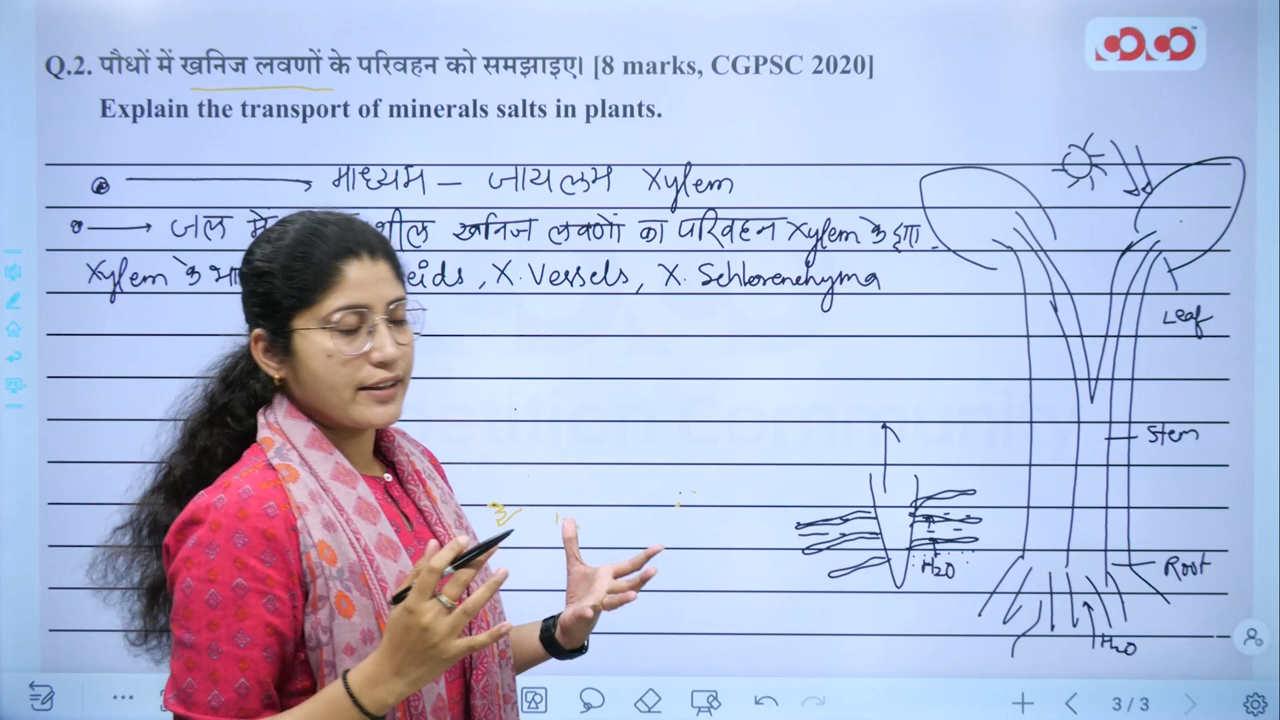 Q.2. पौधों में खनिज लवणों के परिवहन को समझाइए। [8 marks, CGPSC 2020]
Explain the transport of minerals salts in plants.
माध्यम – जायलम Xylem
जल में शील खनिज लवणों का परिवहन Xylem के द्वारा
Xylem के eids, X. Vessels, X. Schlorenchyma
Leaf
Stem
H2O
Root
H2O
3/3